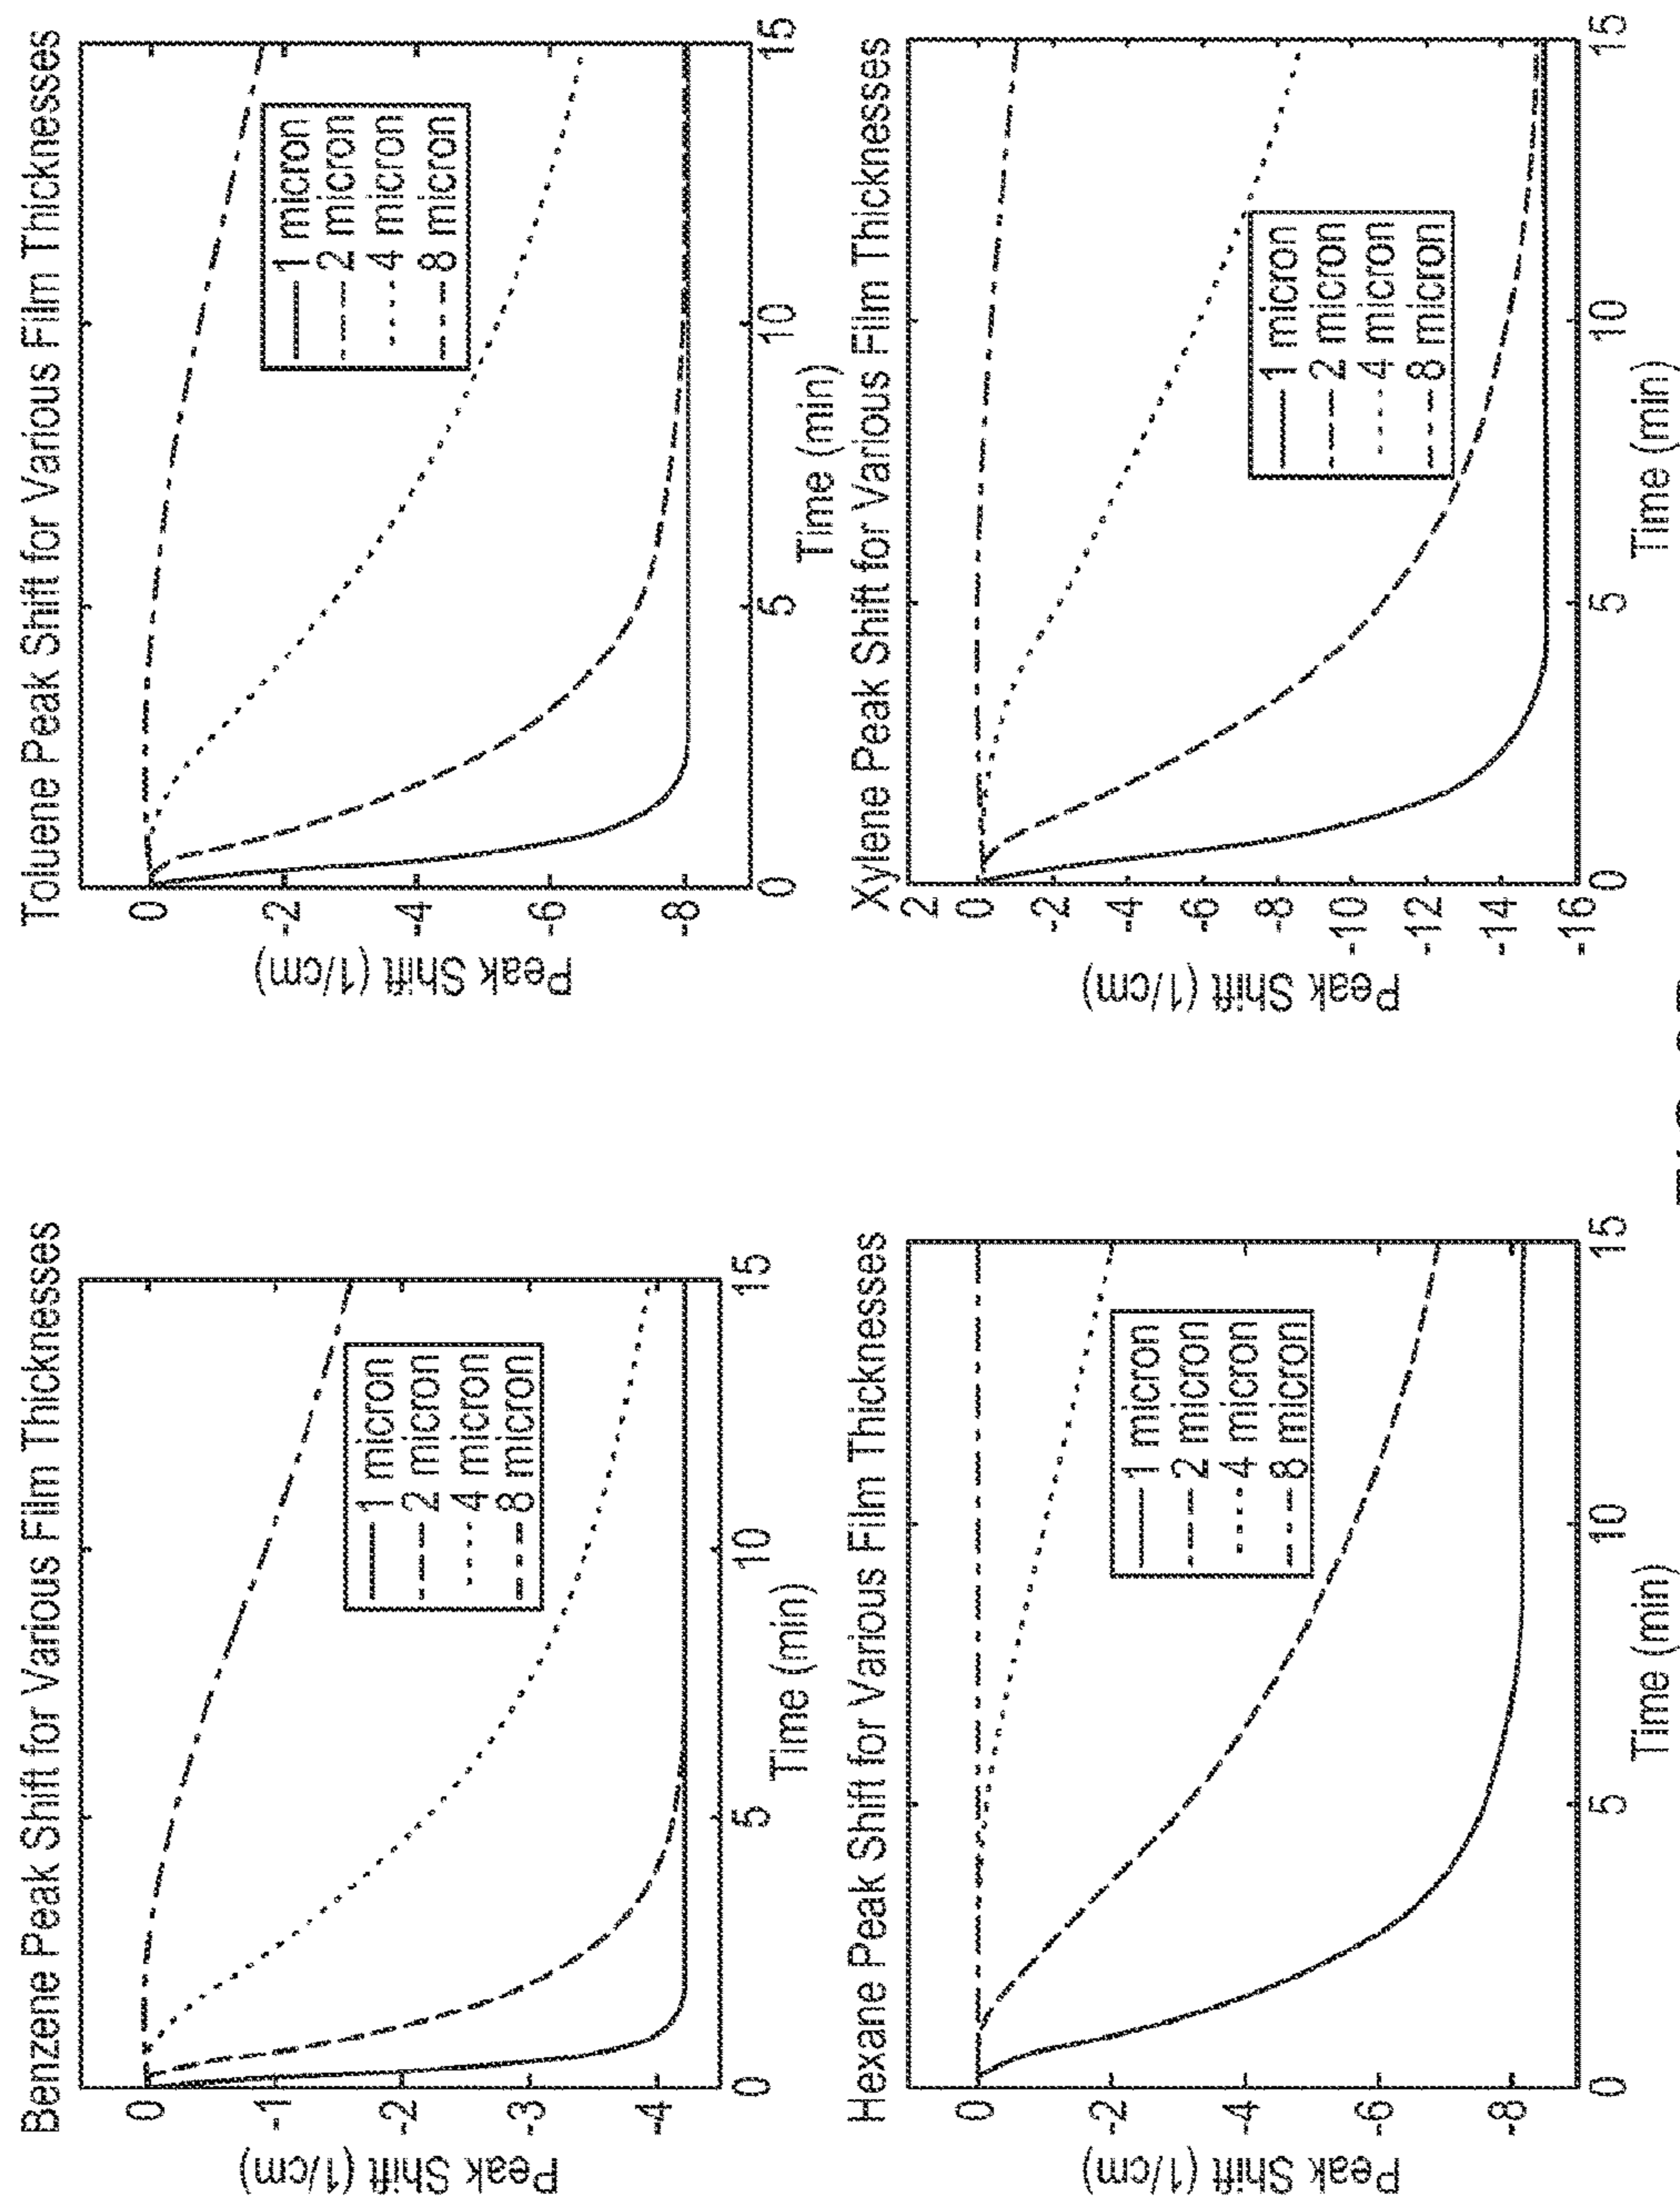 Benzene Peak Shift for Various Film Thicknesses
Peak Shift (1/cm)
0
-1
-2
-3
-4
1 micron
2 micron
4 micron
8 micron
0
5
10
15
Time (min)
Toluene Peak Shift for Various Film Thicknesses
Peak Shift (1/cm)
0
-2
-4
-6
-8
1 micron
2 micron
4 micron
8 micron
0
5
10
15
Time (min)
Hexane Peak Shift for Various Film Thicknesses
Peak Shift (1/cm)
0
-2
-4
-6
-8
1 micron
2 micron
4 micron
8 micron
0
5
10
15
Time (min)
Xylene Peak Shift for Various Film Thicknesses
Peak Shift (1/cm)
2
0
-2
-4
-6
-8
-10
-12
-14
-16
1 micron
2 micron
4 micron
8 micron
0
5
10
15
Time (min)